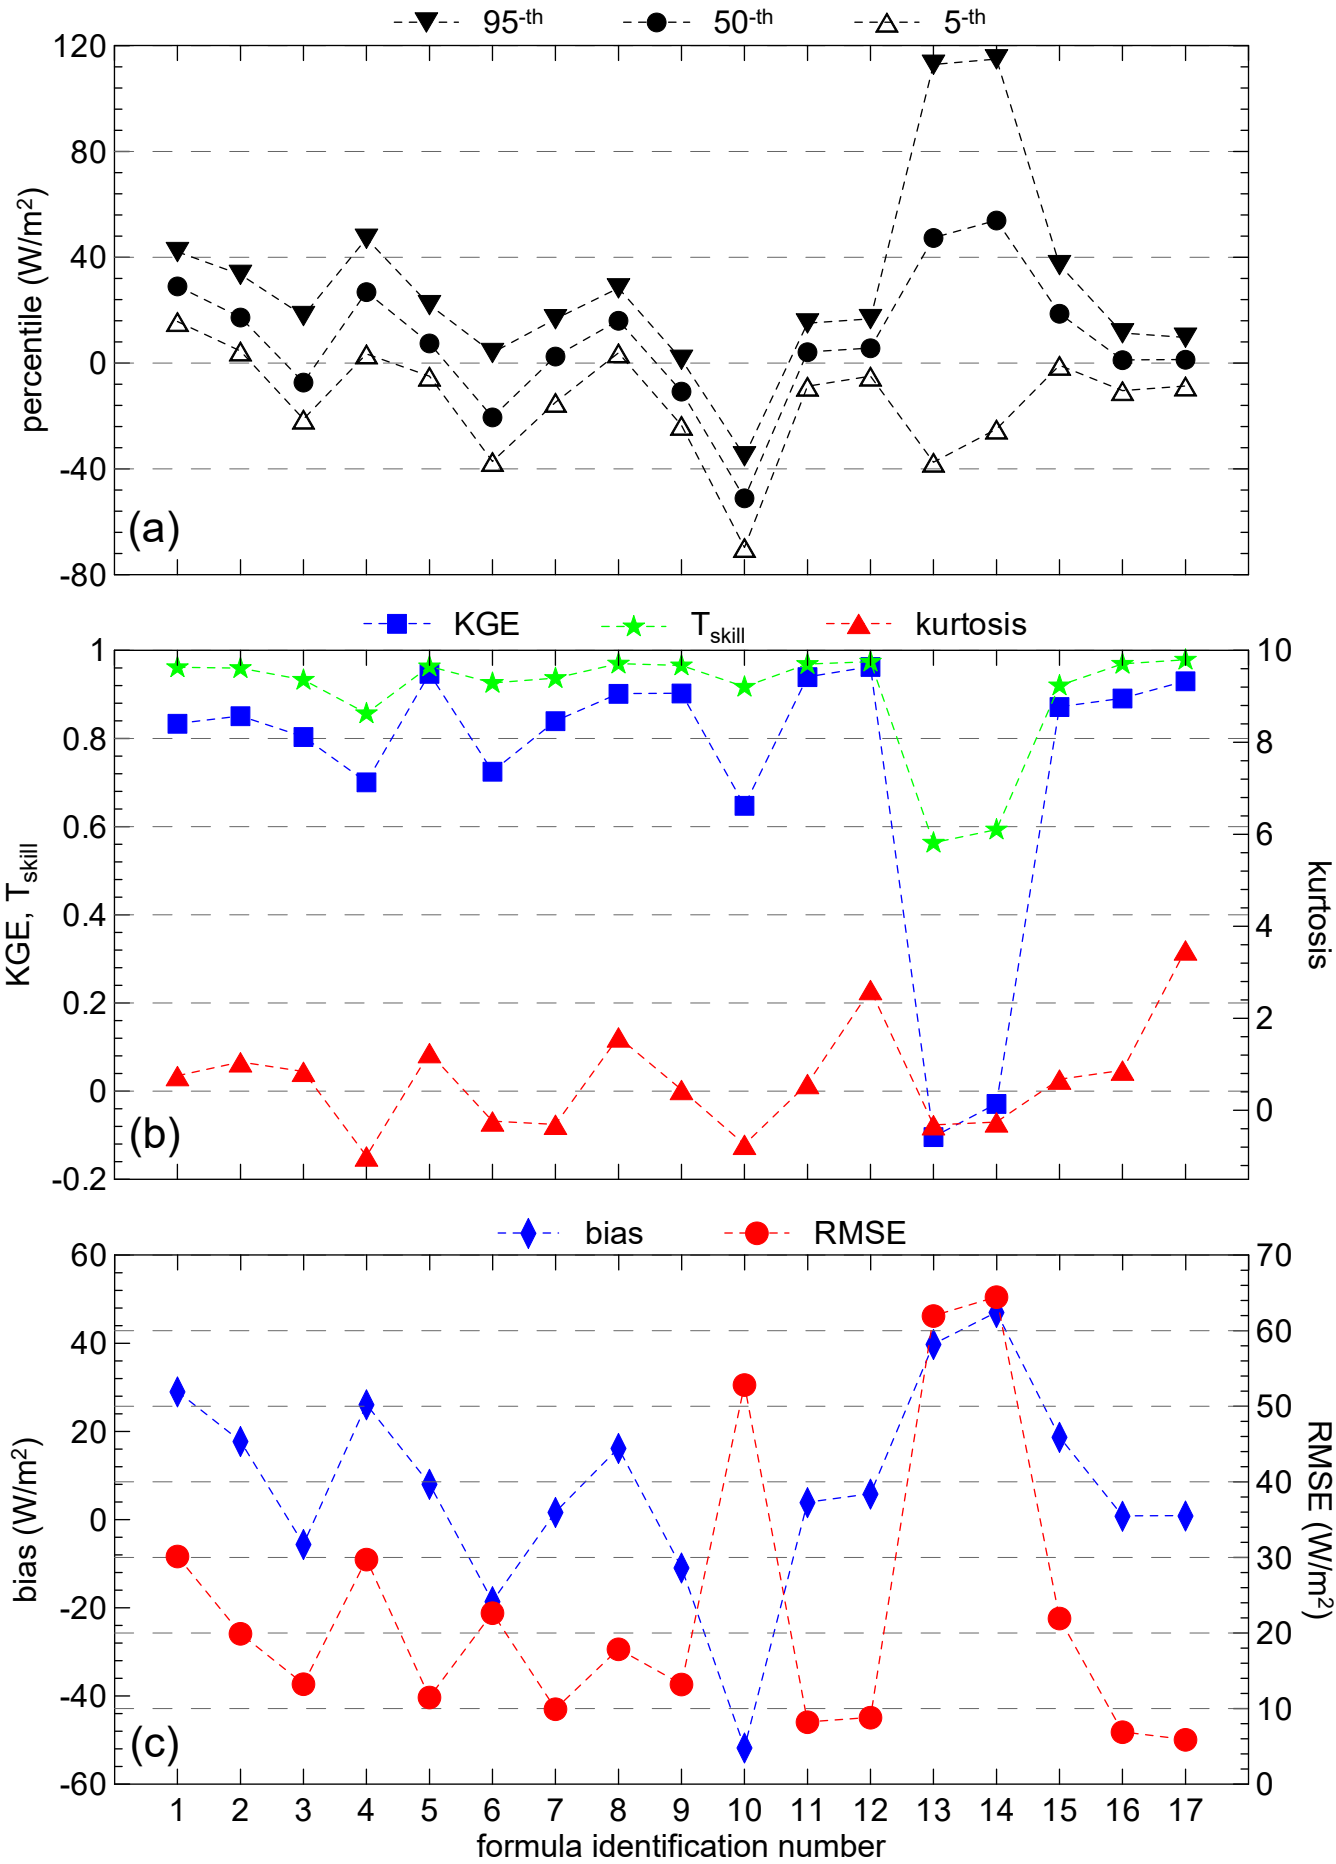 95-th 50-th 5-th
120
80
40
0
-40
-80
percentile (W/m2)
(a)
KGE Tskill kurtosis
1
0.8
0.6
0.4
0.2
0
-0.2
KGE, Tskill
10
8
6
4
2
0
kurtosis
(b)
bias RMSE
60
40
20
0
-20
-40
-60
bias (W/m2)
70
60
50
40
30
20
10
0
RMSE (W/m2)
(c)
1 2 3 4 5 6 7 8 9 10 11 12 13 14 15 16 17
formula identification number